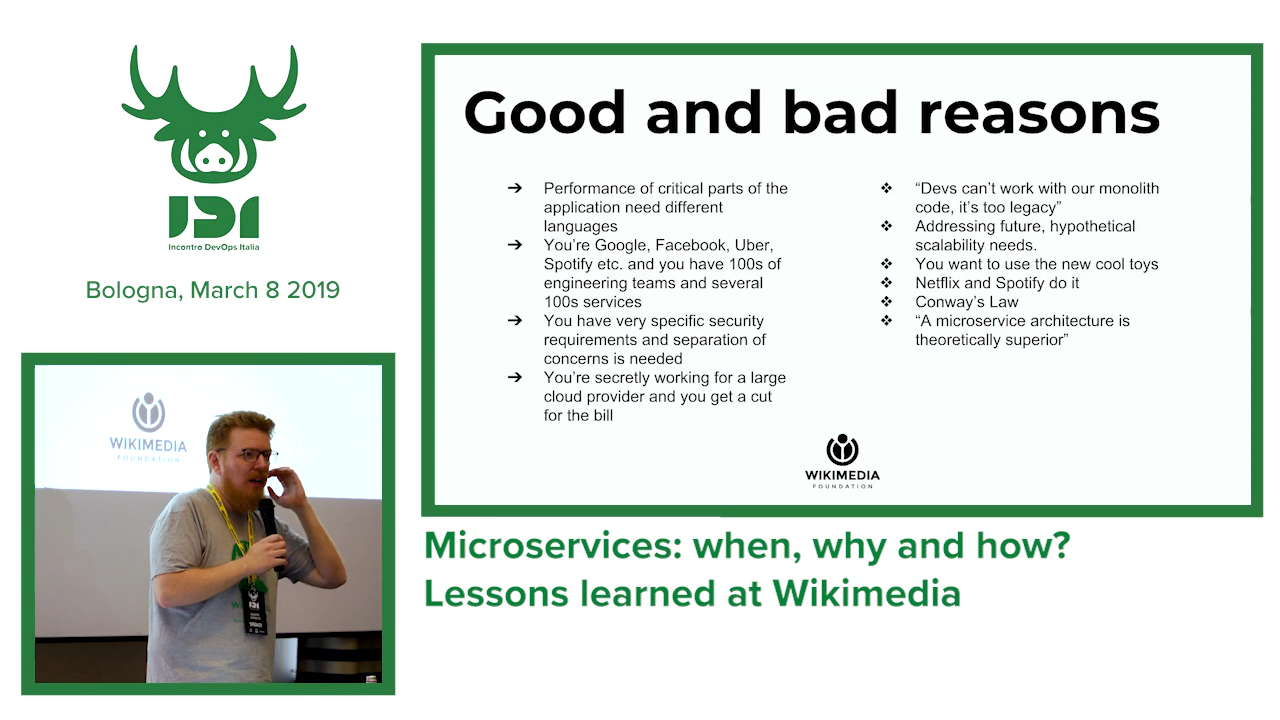 IDI
Incontro DevOps Italia
Bologna, March 8 2019
Good and bad reasons
➔ Performance of critical parts of the
application need different
languages
➔ You’re Google, Facebook, Uber,
Spotify etc. and you have 100s of
engineering teams and several
100s services
➔ You have very specific security
requirements and separation of
concerns is needed
➔ You’re secretly working for a large
cloud provider and you get a cut
for the bill
❖ “Devs can’t work with our monolith
code, it’s too legacy”
❖ Addressing future, hypothetical
scalability needs.
❖ You want to use the new cool toys
❖ Netflix and Spotify do it
❖ Conway’s Law
❖ “A microservice architecture is
theoretically superior”
WIKIMEDIA
FOUNDATION
WIKIMEDIA
FOUNDATION
Microservices: when, why and how?
Lessons learned at Wikimedia